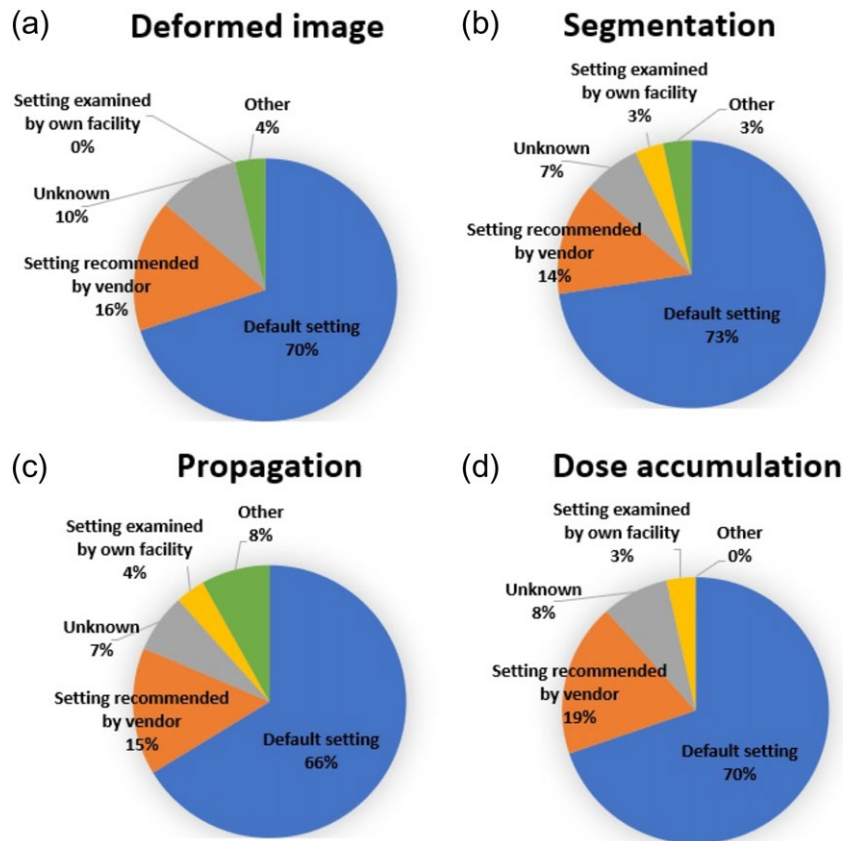 (a)
Deformed image
Setting examined
by own facility
0%
Other
4%
Unknown
10%
Setting recommended
by vendor
16%
Default setting
70%
(b)
Segmentation
Setting examined
by own facility
3%
Other
3%
Unknown
7%
Setting recommended
by vendor
14%
Default setting
73%
(c)
Propagation
Setting examined
by own facility
4%
Other
8%
Unknown
7%
Setting recommended
by vendor
15%
Default setting
66%
(d)
Dose accumulation
Setting examined
by own facility
3%
Other
0%
Unknown
8%
Setting recommended
by vendor
19%
Default setting
70%